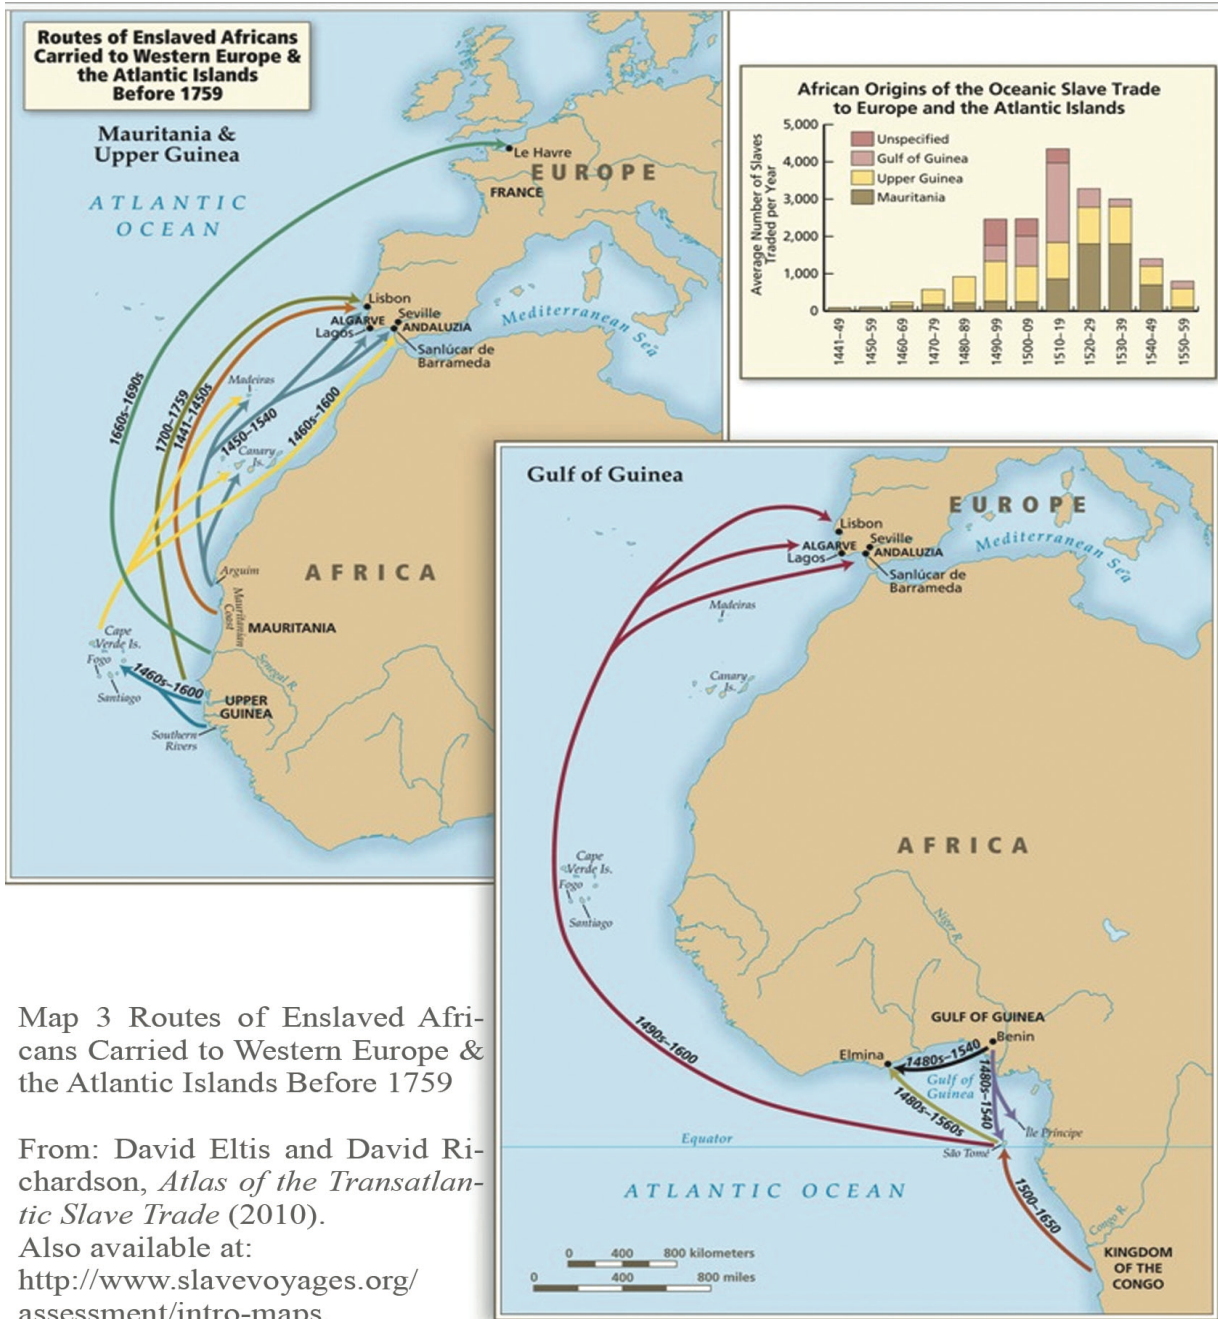 Routes of Enslaved Africans
Carried to Western Europe &
the Atlantic Islands
Before 1759
Mauritania &
Upper Guinea
ATLANTIC
OCEAN
Le Havre
EUROPE
FRANCE
Lisbon
ALGARVE
Seville
Lagos
ANDALUZIA
Sanlúcar de
Barrameda
Mediterranean Sea
Madeiras
1660s–1690s
1700–1759
1441–1450s
1450–1540
1460s–1600
Canary
Is.
Arguim
AFRICA
Mauritanian
Coast
MAURITANIA
Cape
Verde Is.
Fogo
Santiago
1460s–1600
Senegal R.
UPPER
GUINEA
Southern
Rivers
African Origins of the Oceanic Slave Trade
to Europe and the Atlantic Islands
Average Number of Slaves
Traded per Year
5,000
4,000
3,000
2,000
1,000
0
Unspecified
Gulf of Guinea
Upper Guinea
Mauritania
1441–49
1450–59
1460–69
1470–79
1480–89
1490–99
1500–09
1510–19
1520–29
1530–39
1540–49
1550–59
Gulf of Guinea
EUROPE
Lisbon
ALGARVE
Seville
Lagos
ANDALUZIA
Sanlúcar de
Barrameda
Mediterranean Sea
Madeiras
Canary
Is.
AFRICA
Cape
Verde Is.
Fogo
Santiago
Niger R.
1490s–1600
GULF OF GUINEA
Benin
Elmina
1480s–1540
Gulf of
Guinea
1480s–1540
1480s–1560s
Île Príncipe
Equator
São Tomé
ATLANTIC OCEAN
1500–1650
Congo R.
KINGDOM
OF THE
CONGO
0 400 800 kilometers
0 400 800 miles
Map 3 Routes of Enslaved Afri-
cans Carried to Western Europe &
the Atlantic Islands Before 1759
From: David Eltis and David Ri-
chardson, Atlas of the Transatlan-
tic Slave Trade (2010).
Also available at:
http://www.slavevoyages.org/
assessment/intro-maps